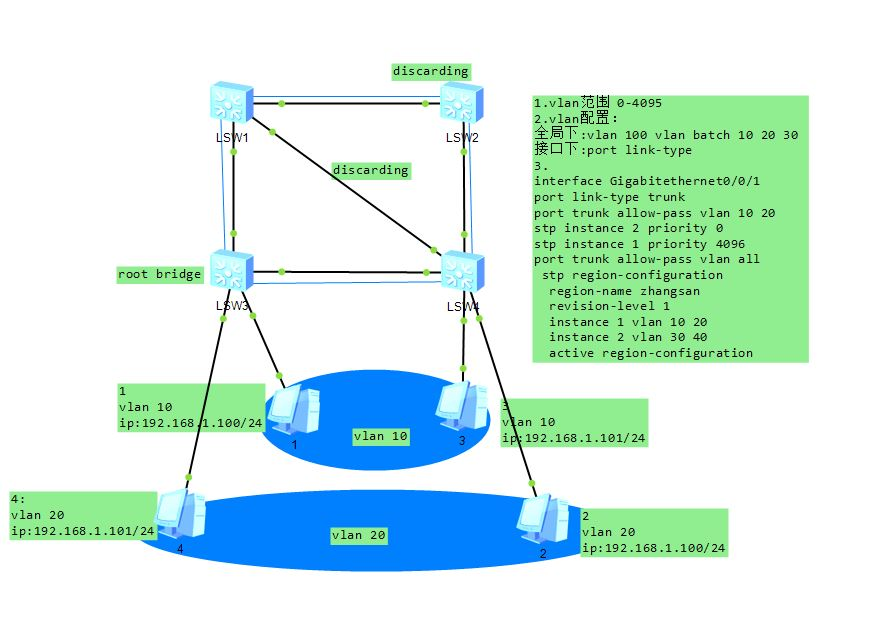 discarding
LSW1
LSW2
discarding
root bridge
LSW3
LSW4
1.vlan范围 0-4095
2.vlan配置:
全局下:vlan 100 vlan batch 10 20 30
接口下:port link-type
3.
interface Gigabitethernet0/0/1
port link-type trunk
port trunk allow-pass vlan 10 20
stp instance 2 priority 0
stp instance 1 priority 4096
port trunk allow-pass vlan all
stp region-configuration
region-name zhangsan
revision-level 1
instance 1 vlan 10 20
instance 2 vlan 30 40
active region-configuration
1
vlan 10
ip:192.168.1.100/24
1
vlan 10
3
3
vlan 10
ip:192.168.1.101/24
4:
vlan 20
ip:192.168.1.101/24
4
vlan 20
2
2
vlan 20
ip:192.168.1.100/24